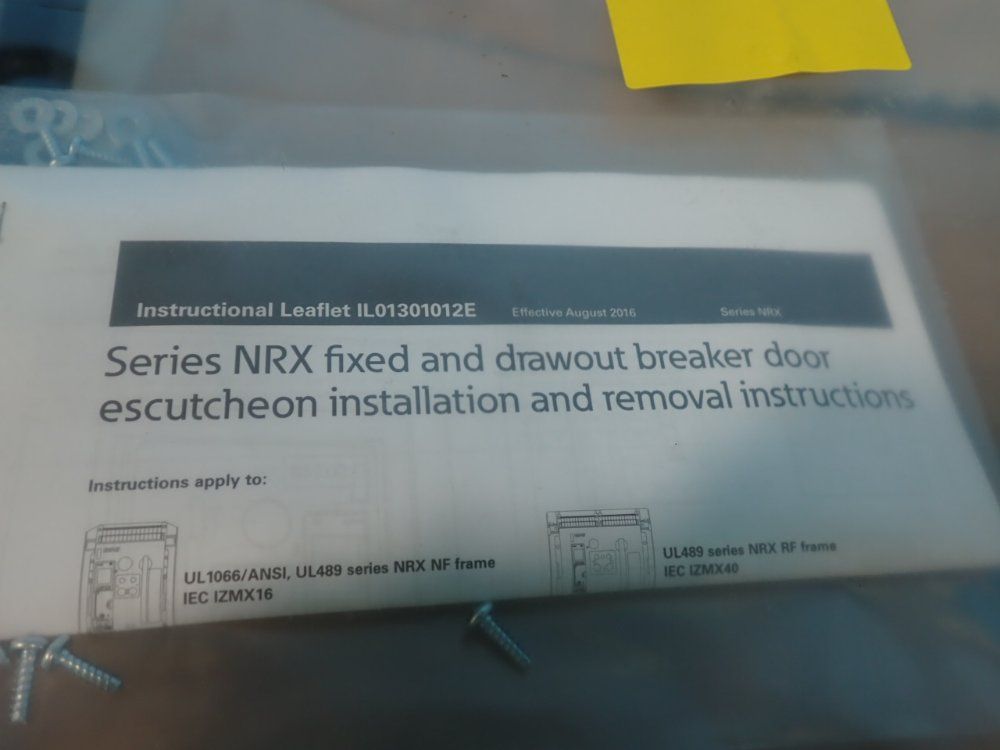 Instructional Leaflet IL01301012E Effective August 2016 Series NRX
Series NRX fixed and drawout breaker door
escutcheon installation and removal instructions
Instructions apply to:
UL1066/ANSI, UL489 series NRX NF frame
IEC IZMX16
UL489 series NRX RF frame
IEC IZMX40